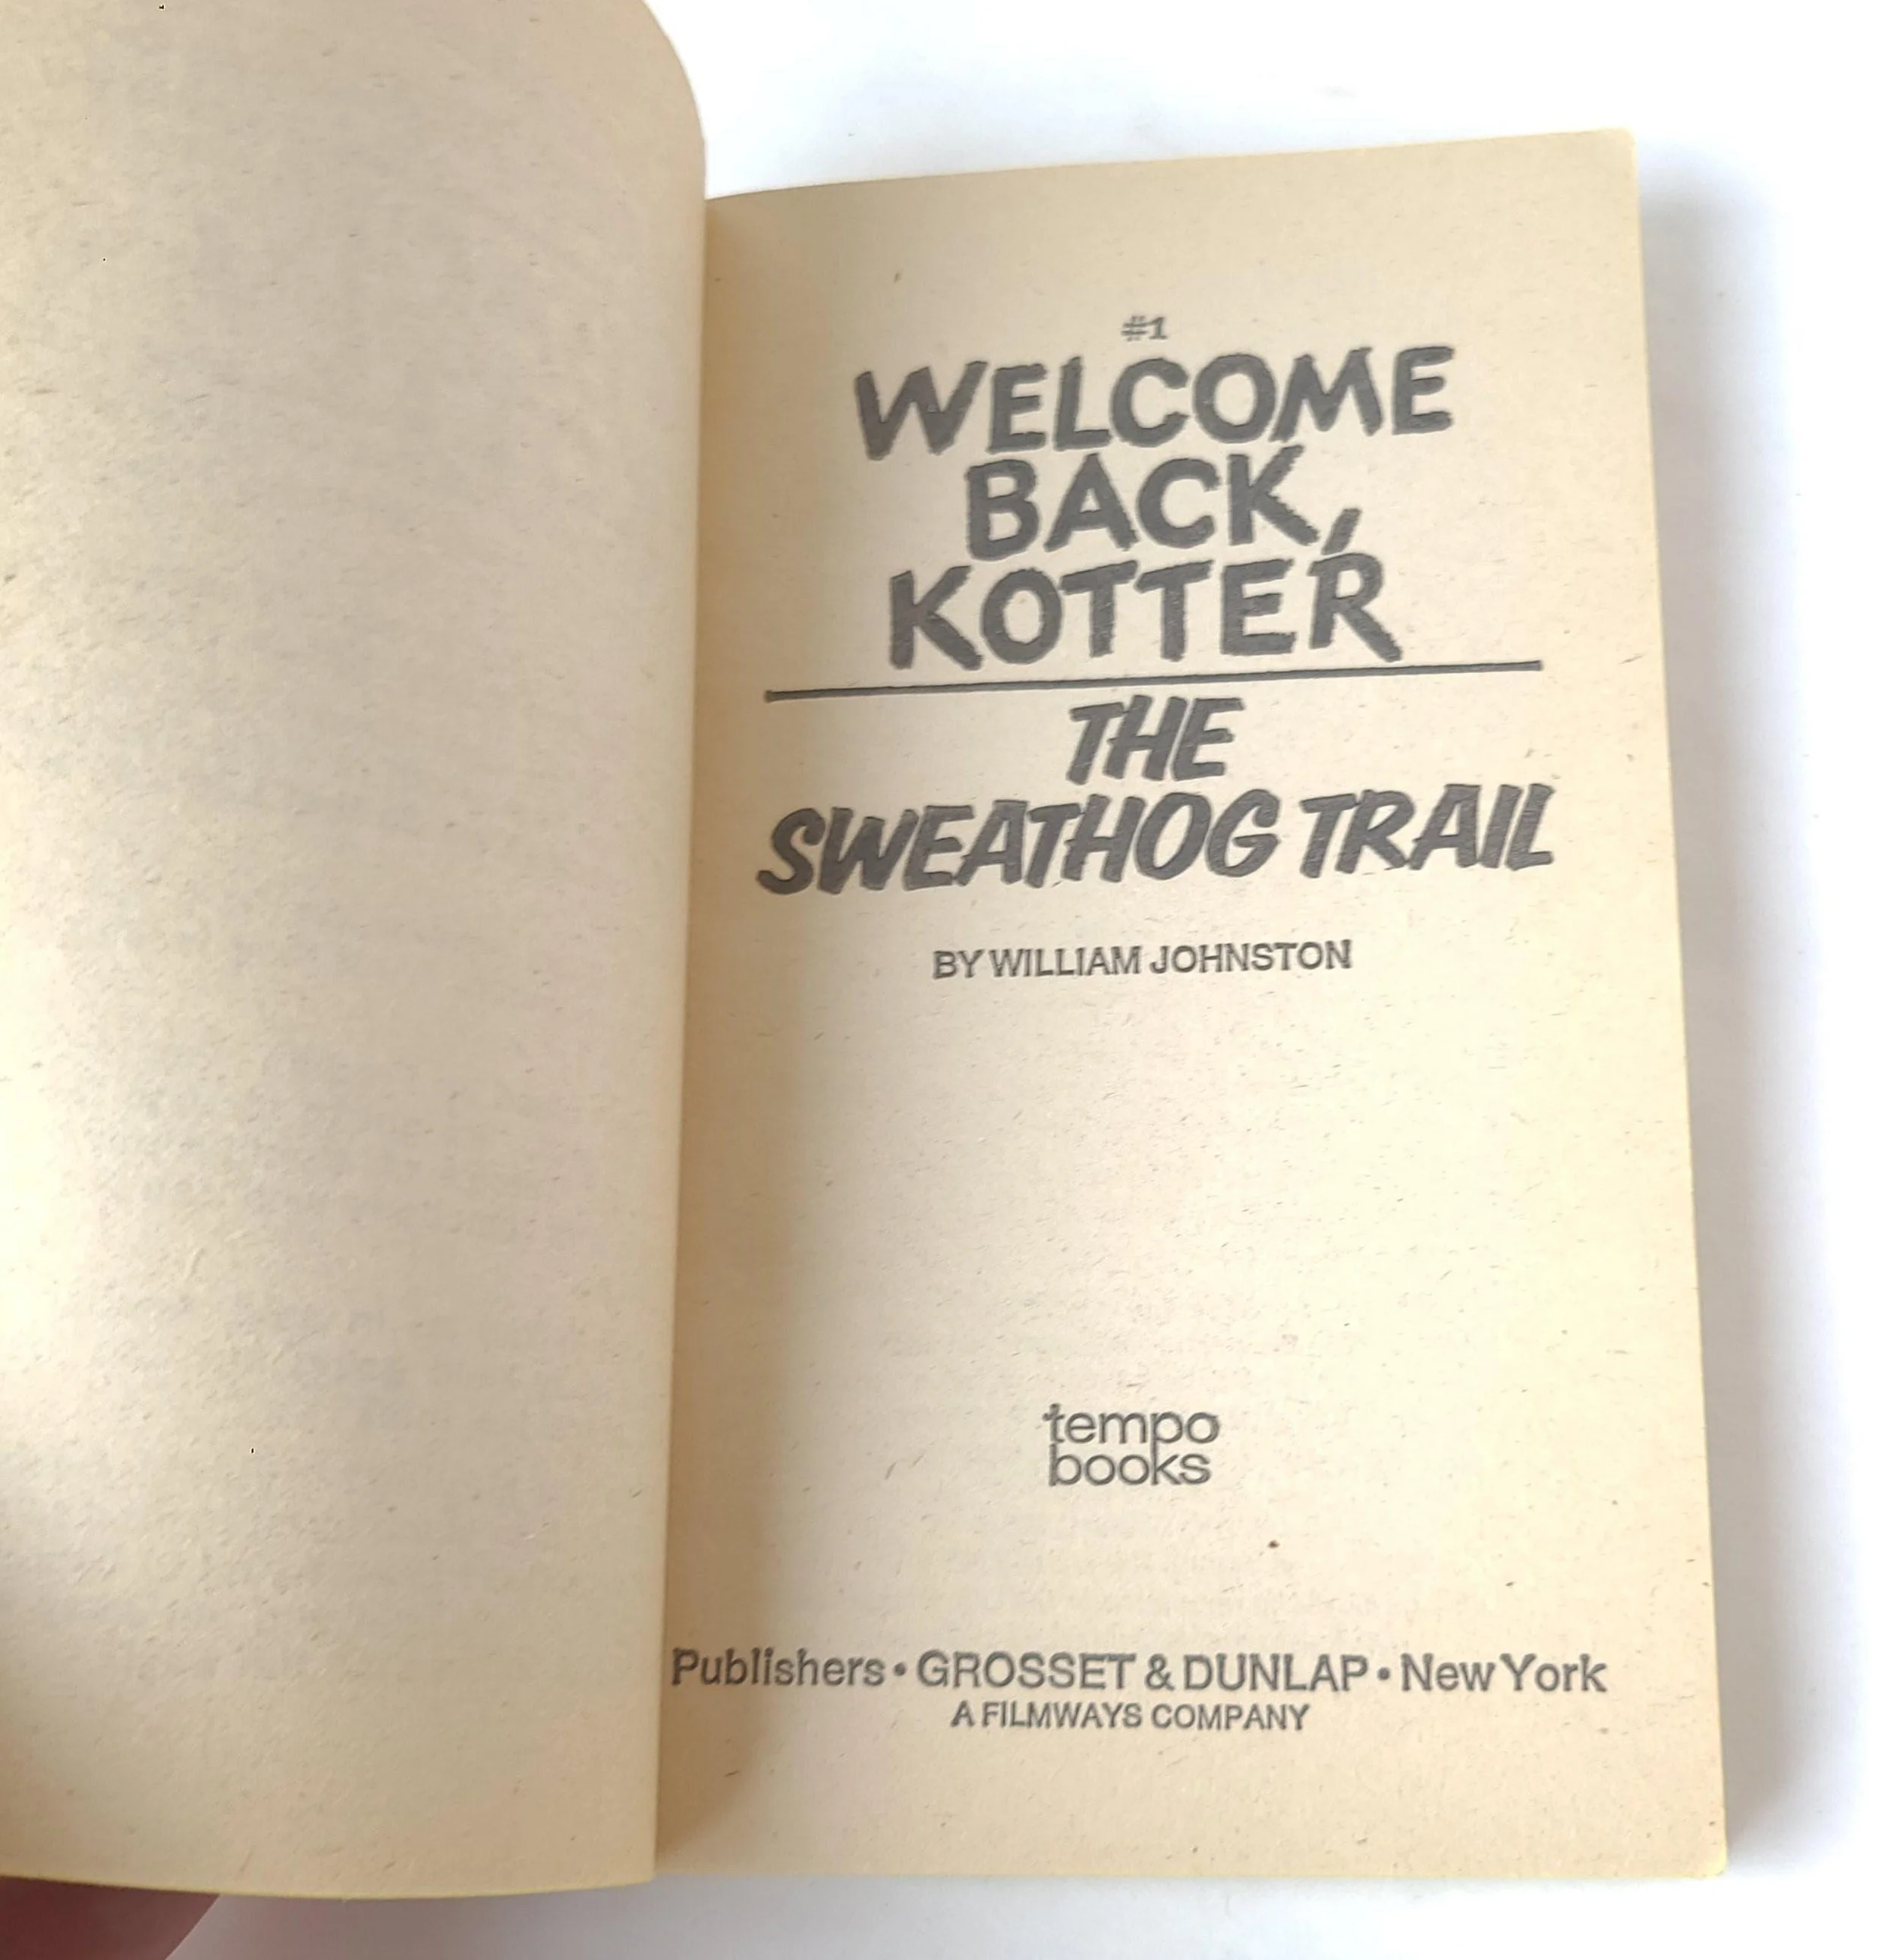 #1
WELCOME
BACK,
KOTTER
THE
SWEATHOG TRAIL
BY WILLIAM JOHNSTON
tempo
books
Publishers • GROSSET & DUNLAP • New York
A FILMWAYS COMPANY